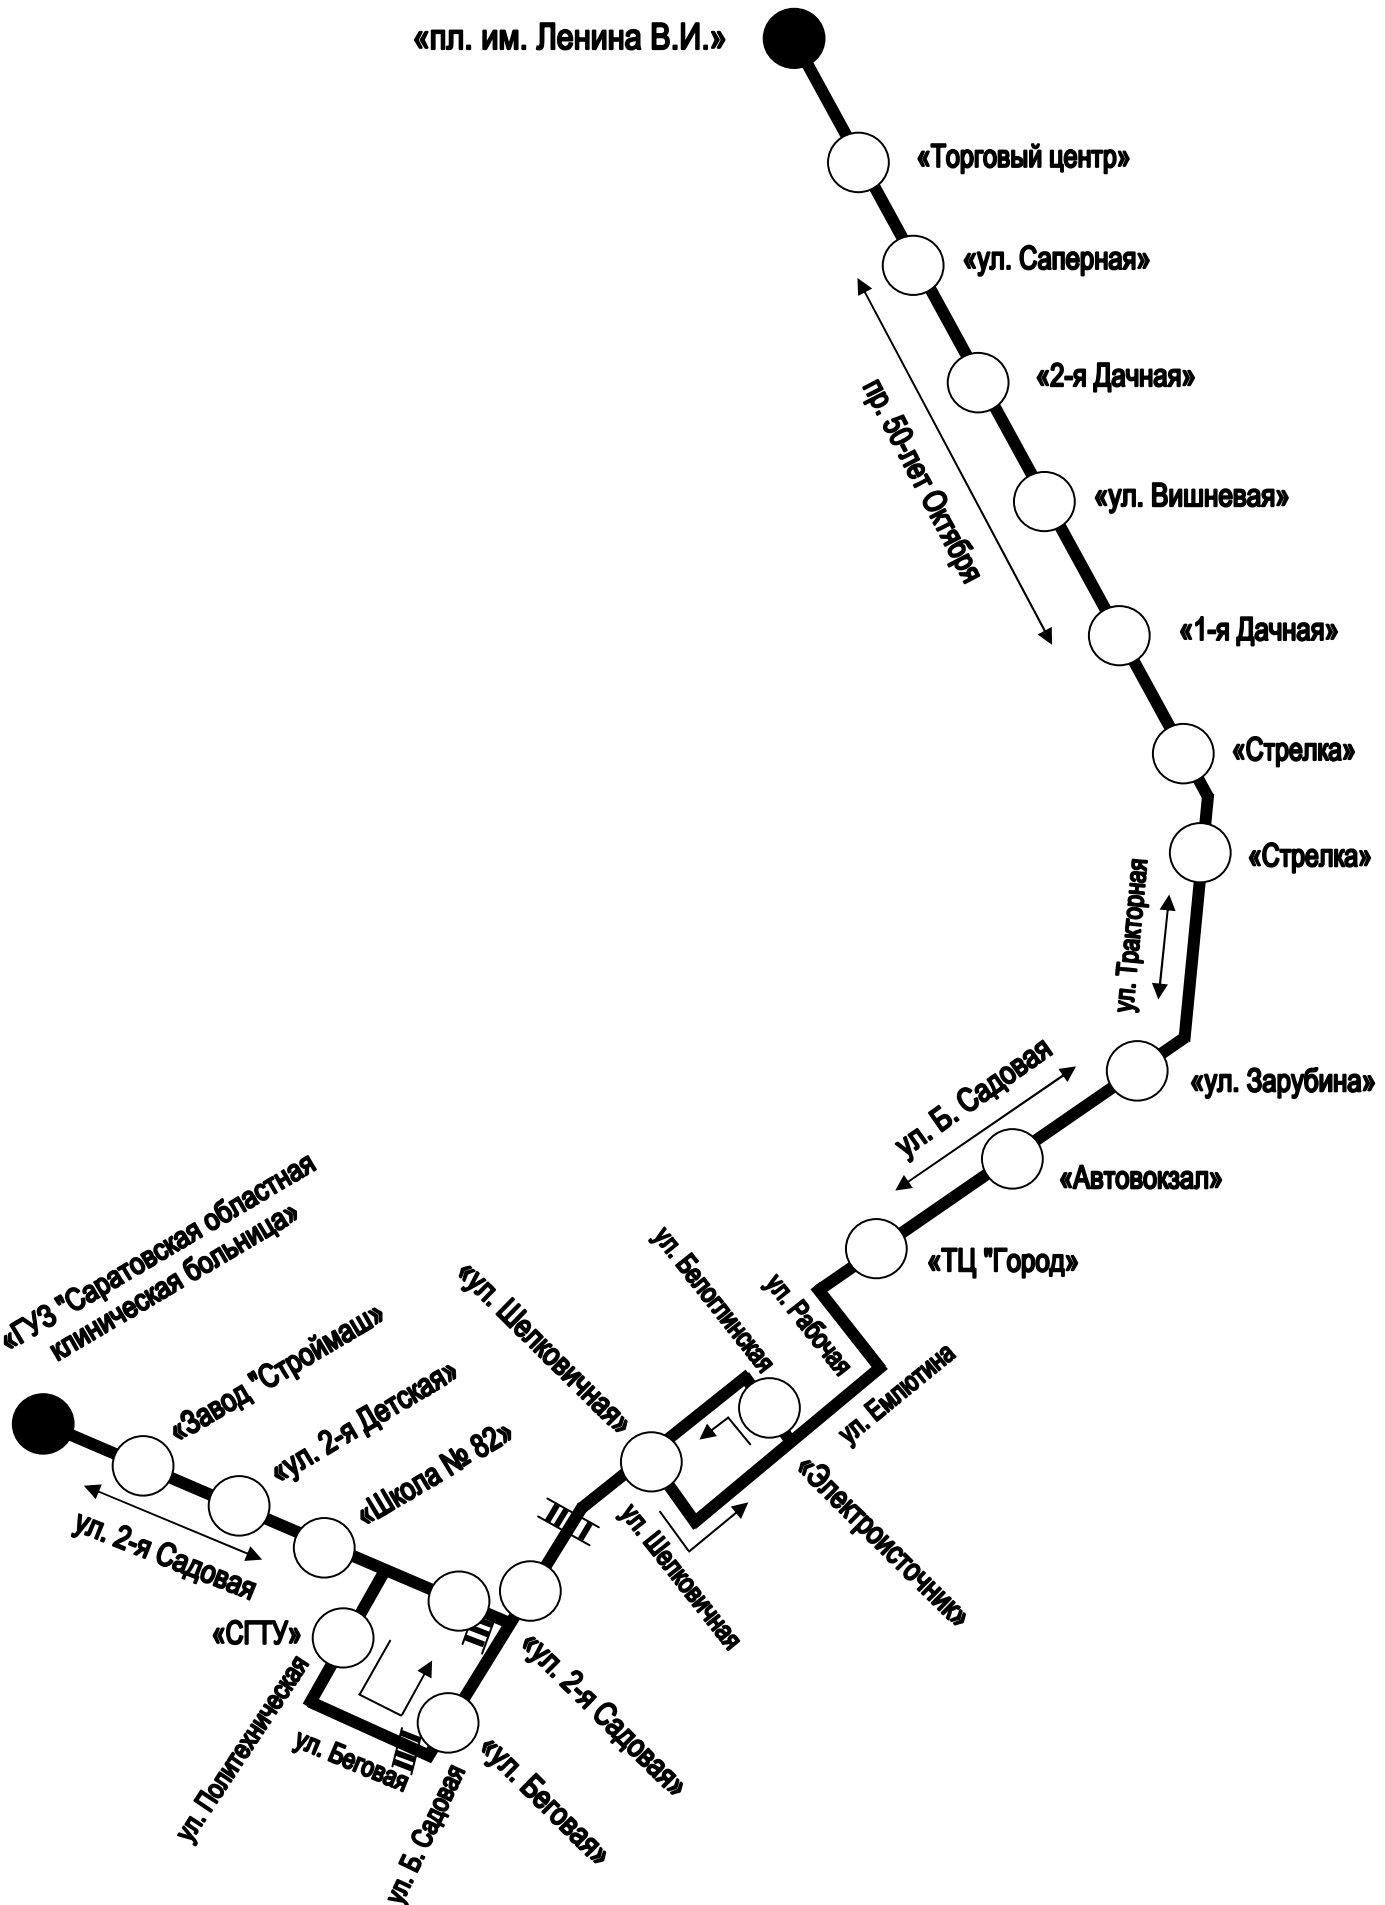 «пл. им. Ленина В.И.»
«Торговый центр»
«ул. Саперная»
«2-я Дачная»
пр. 50-лет Октября
«ул. Вишневая»
«1-я Дачная»
«Стрелка»
«Стрелка»
ул. Тракторная
ул. Б. Садовая
«ул. Зарубина»
«Автовокзал»
«ТЦ "Город»
«ГУЗ "Саратовская областная
клиническая больница»
«Завод "Строймаш»
«ул. 2-я Детская»
«Школа № 82»
ул. 2-я Садовая
«ул. Шелковичная»
ул. Белоглинская
ул. Рабочая
ул. Емлютина
«Электроисточник»
ул. Шелковичная
«СГТУ»
«ул. 2-я Садовая»
ул. Политехническая
ул. Беговая
ул. Б. Садовая
«ул. Беговая»